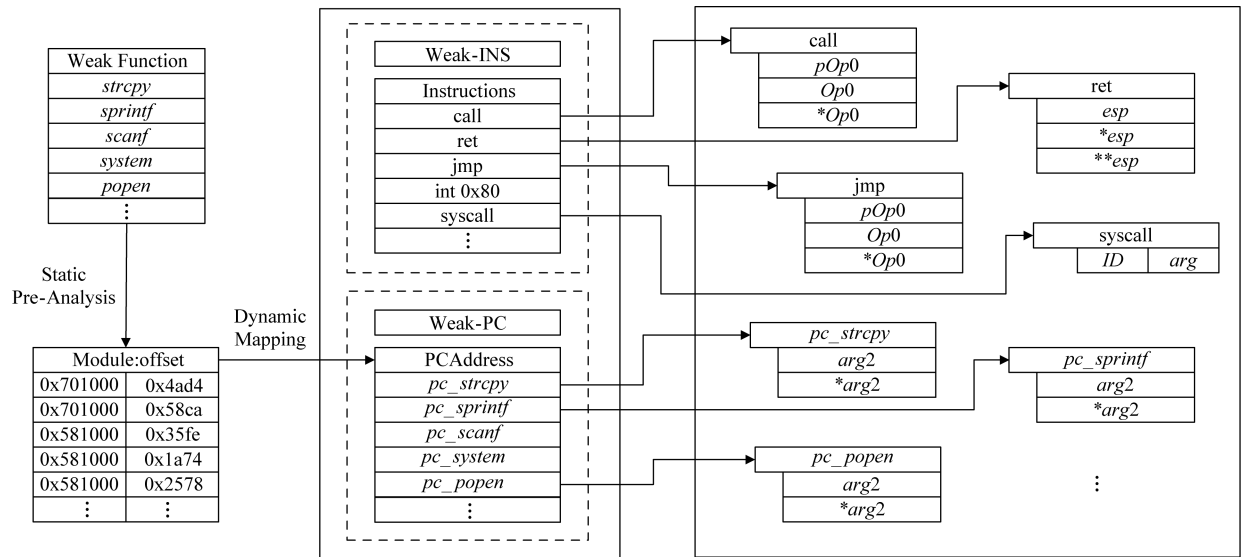 Weak Function
strcpy
sprintf
scanf
system
popen
⋮
Static
Pre-Analysis
Module:offset
0x701000 0x4ad4
0x701000 0x58ca
0x581000 0x35fe
0x581000 0x1a74
0x581000 0x2578
⋮ ⋮
Dynamic
Mapping
Weak-INS
Instructions
call
ret
jmp
int 0x80
syscall
⋮
Weak-PC
PCAddress
pc_strcpy
pc_sprintf
pc_scanf
pc_system
pc_popen
⋮
call
pOp0
Op0
*Op0
ret
esp
*esp
**esp
jmp
pOp0
Op0
*Op0
syscall
ID arg
pc_strcpy
arg2
*arg2
pc_sprintf
arg2
*arg2
pc_popen
arg2
*arg2
⋮